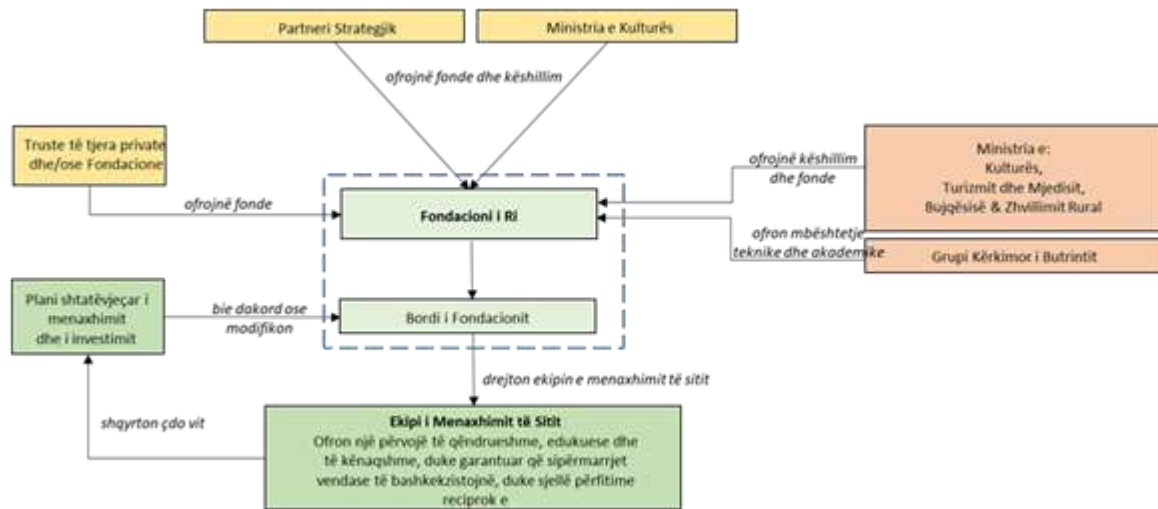 Partneri Strategjik
Ministria e Kulturës
ofrojnë fonde dhe këshillim
Truste të tjera private
dhe/ose Fondacione
ofrojnë fonde
Fondacioni i Ri
ofrojnë këshillim
dhe fonde
Ministria e:
Kulturës,
Turizmit dhe Mjedisit,
Bujqësisë & Zhvillimit Rural
ofron mbështetje
teknike dhe akademike
Grupi Kërkimor i Butrintit
Plani shtatëvjeçar i
menaxhimit
dhe i investimit
bie dakord ose
modifikon
Bordi i Fondacionit
drejton ekipin e menaxhimit të sitit
shqyrton çdo vit
Ekipi i Menaxhimit të Sitit
Ofron një përvojë të qëndrueshme, edukuese dhe
të kënaqshme, duke garantuar që sipërmarrjet
vendase të bashkekzistojnë, duke sjellë përfitime
reciprok e